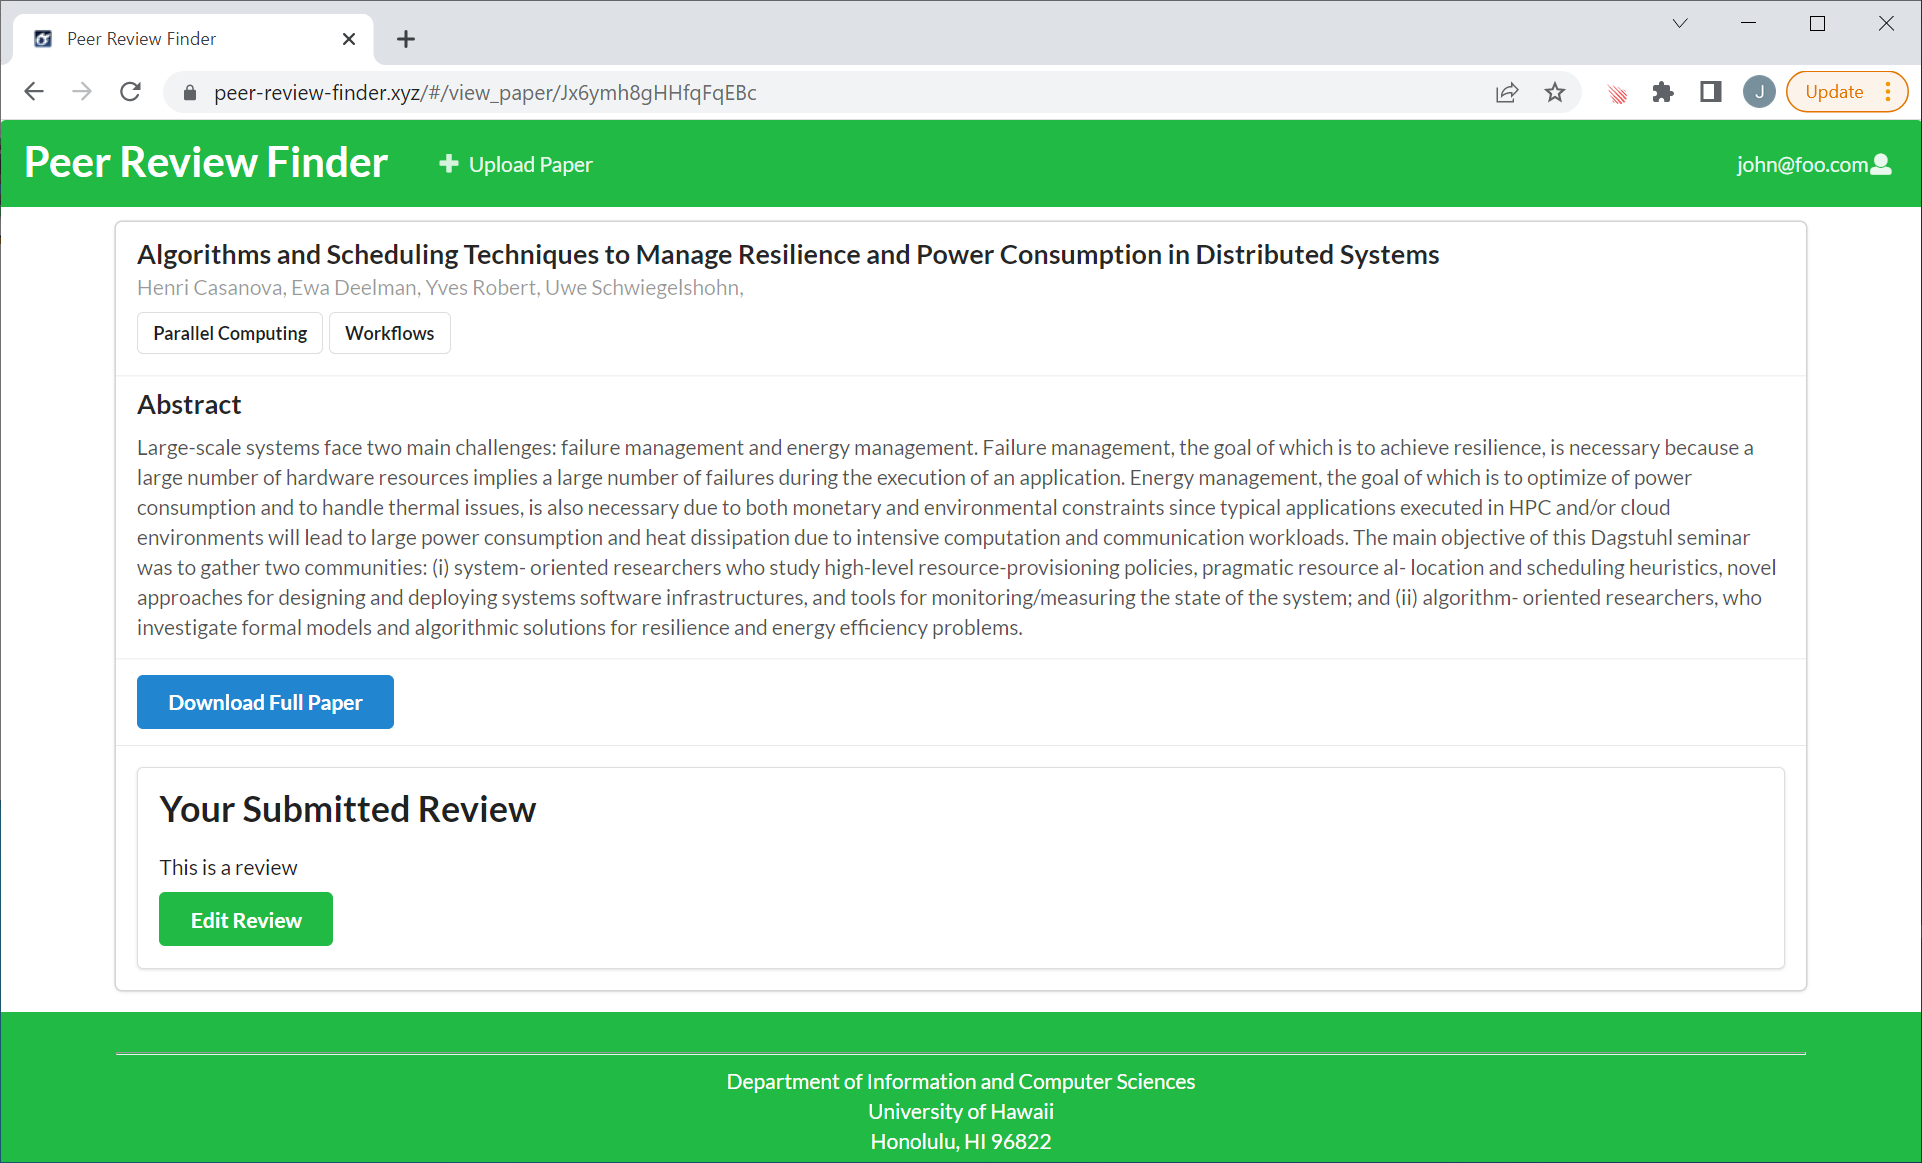 Peer Review Finder
peer-review-finder.xyz/#/view_paper/Jx6ymh8gHHfqFqEBc
J
Update
Peer Review Finder
Upload Paper
john@foo.com
Algorithms and Scheduling Techniques to Manage Resilience and Power Consumption in Distributed Systems
Henri Casanova, Ewa Deelman, Yves Robert, Uwe Schwiegelshohn,
Parallel Computing
Workflows
Abstract
Large-scale systems face two main challenges: failure management and energy management. Failure management, the goal of which is to achieve resilience, is necessary because a
large number of hardware resources implies a large number of failures during the execution of an application. Energy management, the goal of which is to optimize of power
consumption and to handle thermal issues, is also necessary due to both monetary and environmental constraints since typical applications executed in HPC and/or cloud
environments will lead to large power consumption and heat dissipation due to intensive computation and communication workloads. The main objective of this Dagstuhl seminar
was to gather two communities: (i) system- oriented researchers who study high-level resource-provisioning policies, pragmatic resource al- location and scheduling heuristics, novel
approaches for designing and deploying systems software infrastructures, and tools for monitoring/measuring the state of the system; and (ii) algorithm- oriented researchers, who
investigate formal models and algorithmic solutions for resilience and energy efficiency problems.
Download Full Paper
Your Submitted Review
This is a review
Edit Review
Department of Information and Computer Sciences
University of Hawaii
Honolulu, HI 96822